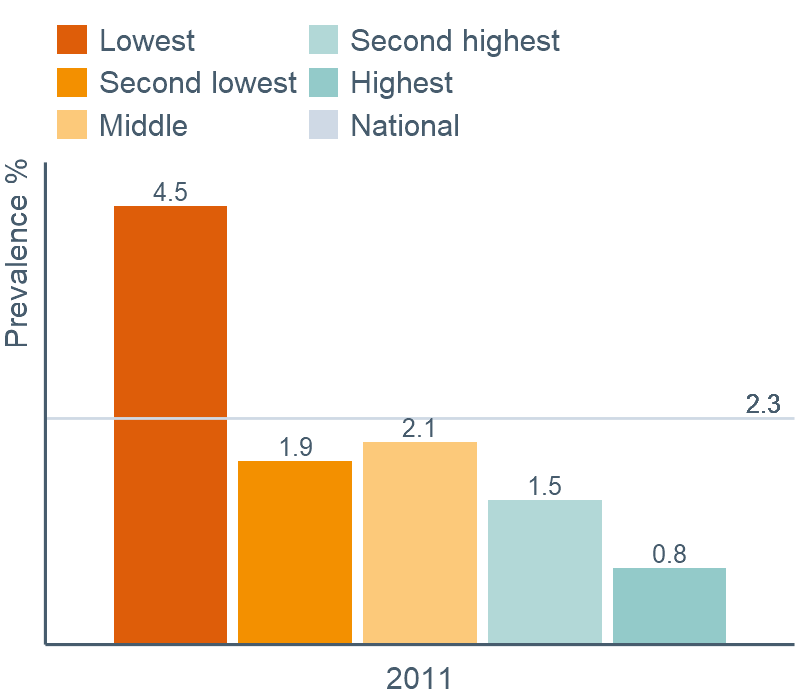 Lowest
Second lowest
Middle
Second highest
Highest
National
Prevalence %
4.5
1.9
2.1
1.5
0.8
2.3
2011